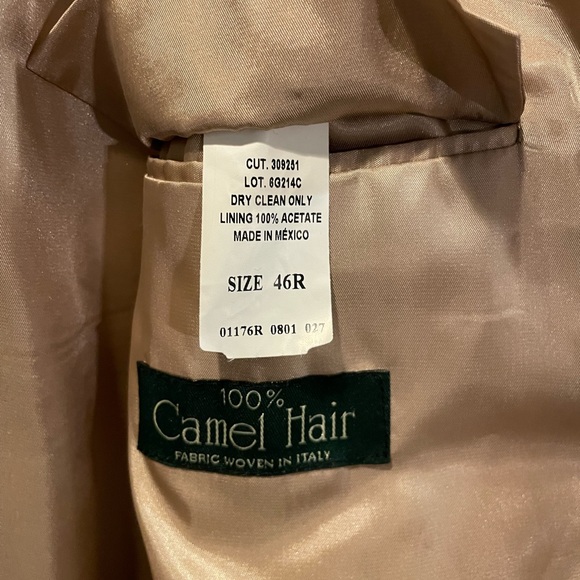 CUT. 309251
LOT. 6G214C
DRY CLEAN ONLY
LINING 100% ACETATE
MADE IN MÉXICO
SIZE 46R
01176R 0801 027
100%
Camel Hair
FABRIC WOVEN IN ITALY